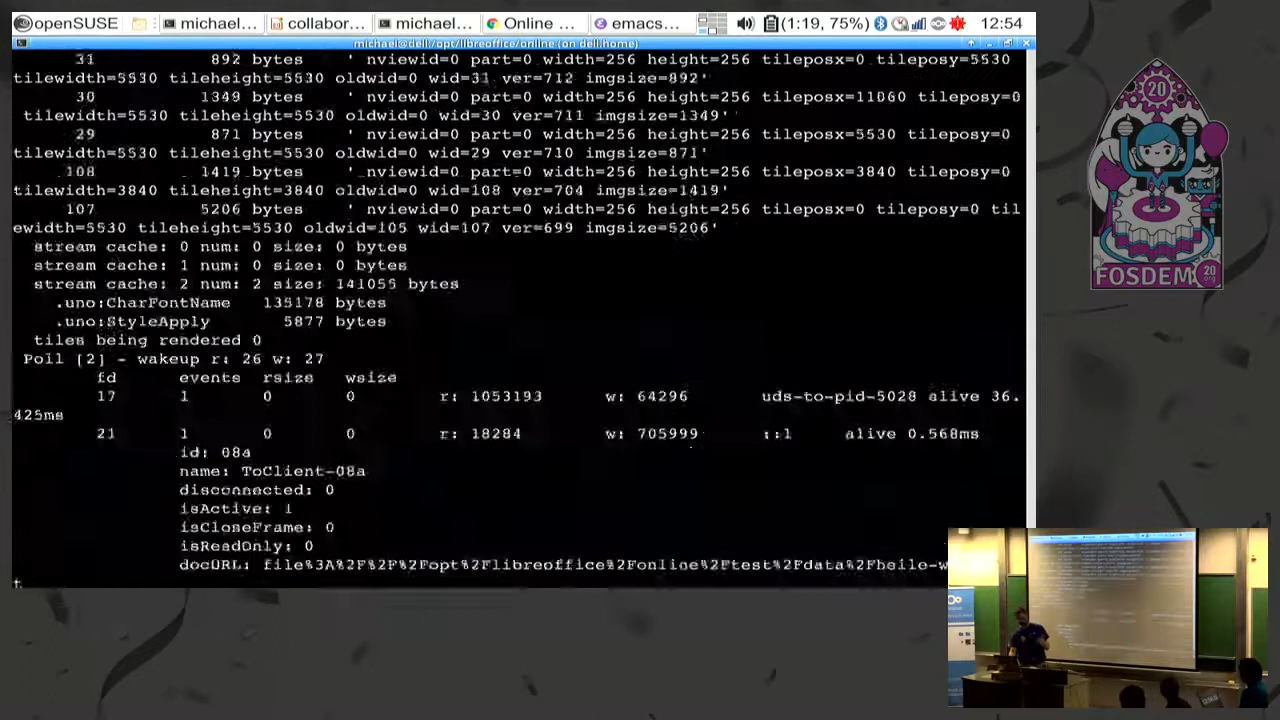 openSUSE michael... collabor... michael... Online ... emacs... (1:19, 75%) 12:54
michael@dell:/opt/libreoffice/online (on dell.home)
31 892 bytes ' nviewid=0 part=0 width=256 height=256 tileposx=0 tileposy=5530
tilewidth=5530 tileheight=5530 oldwid=0 wid=31 ver=712 imgsize=892'
30 1349 bytes ' nviewid=0 part=0 width=256 height=256 tileposx=11060 tileposy=0
tilewidth=5530 tileheight=5530 oldwid=0 wid=30 ver=711 imgsize=1349'
29 871 bytes ' nviewid=0 part=0 width=256 height=256 tileposx=5530 tileposy=0
tilewidth=5530 tileheight=5530 oldwid=0 wid=29 ver=710 imgsize=871'
108 1419 bytes ' nviewid=0 part=0 width=256 height=256 tileposx=3840 tileposy=0
tilewidth=3840 tileheight=3840 oldwid=0 wid=108 ver=704 imgsize=1419'
107 5206 bytes ' nviewid=0 part=0 width=256 height=256 tileposx=0 tileposy=0 til
ewidth=5530 tileheight=5530 oldwid=105 wid=107 ver=699 imgsize=5206'
stream cache: 0 num: 0 size: 0 bytes
stream cache: 1 num: 0 size: 0 bytes
stream cache: 2 num: 2 size: 141055 bytes
.uno:CharFontName 135178 bytes
.uno:StyleApply 5877 bytes
tiles being rendered 0
Poll [2] - wakeup r: 26 w: 27
fd events rsize wsize
17 1 0 0 r: 1053193 w: 64296 uds-to-pid-5028 alive 36.
425ms
21 1 0 0 r: 18284 w: 705999 ::1 alive 0.568ms
id: 08a
name: ToClient-08a
disconnected: 0
isActive: 1
isCloseFrame: 0
isReadOnly: 0
docURL: file%3A%2F%2F%2Fopt%2Flibreoffice%2Fonline%2Ftest%2Fdata%2Fhello-w
20
FOSDEM 20
.org